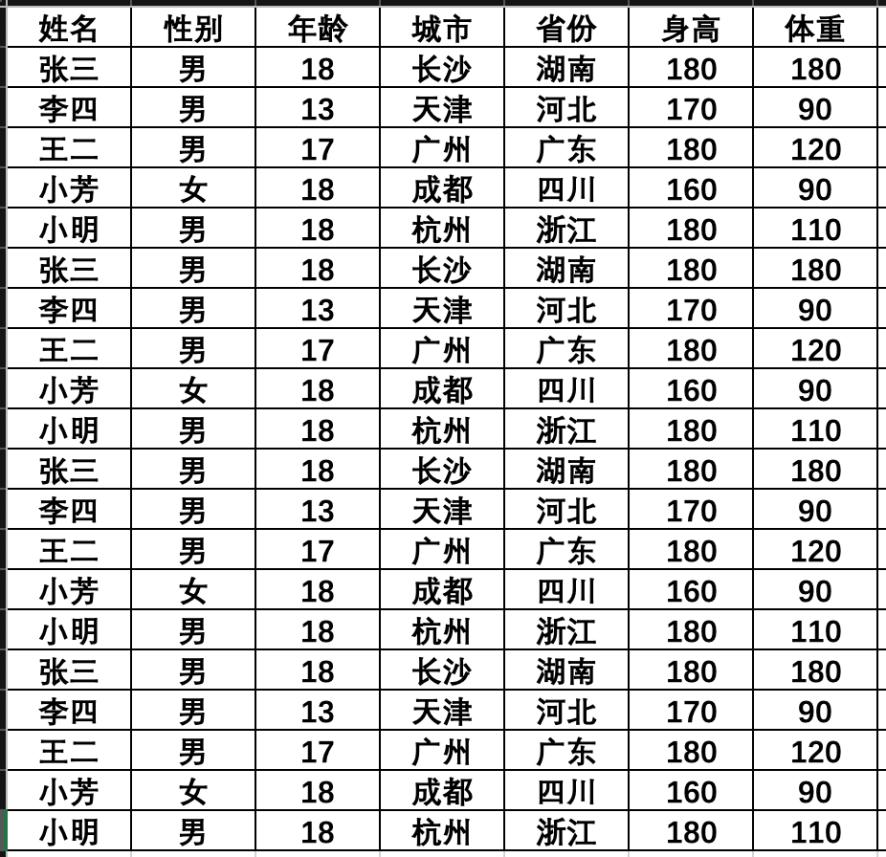 姓名 性别 年龄 城市 省份 身高 体重
张三 男 18 长沙 湖南 180 180
李四 男 13 天津 河北 170 90
王二 男 17 广州 广东 180 120
小芳 女 18 成都 四川 160 90
小明 男 18 杭州 浙江 180 110
张三 男 18 长沙 湖南 180 180
李四 男 13 天津 河北 170 90
王二 男 17 广州 广东 180 120
小芳 女 18 成都 四川 160 90
小明 男 18 杭州 浙江 180 110
张三 男 18 长沙 湖南 180 180
李四 男 13 天津 河北 170 90
王二 男 17 广州 广东 180 120
小芳 女 18 成都 四川 160 90
小明 男 18 杭州 浙江 180 110
张三 男 18 长沙 湖南 180 180
李四 男 13 天津 河北 170 90
王二 男 17 广州 广东 180 120
小芳 女 18 成都 四川 160 90
小明 男 18 杭州 浙江 180 110